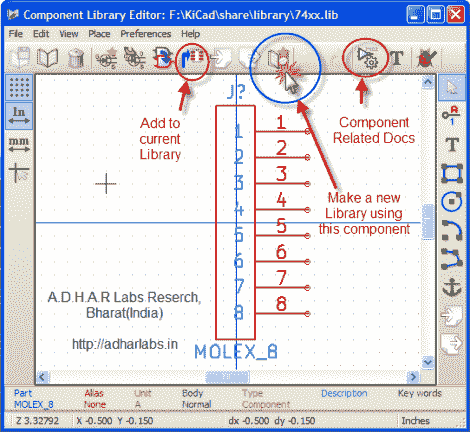 Component Library Editor: F:\KiCad\share\library\74xx.lib
File Edit View Place Preferences Help
In
mm
T
A
1
T
Add to
current
Library
Component
Related Docs
Make a new
Library using
this component
J?
1 1
2 2
3 3
4 4
5 5
6 6
7 7
8 8
MOLEX_8
A.D.H.A.R Labs Reserch,
Bharat(India)
http://adharlabs.in
Part Alias Unit Body Type Description Key words
MOLEX_8 None A Normal Component
Z 3.32792 X -0.500 Y -0.150 dx -0.500 dy -0.150 Inches